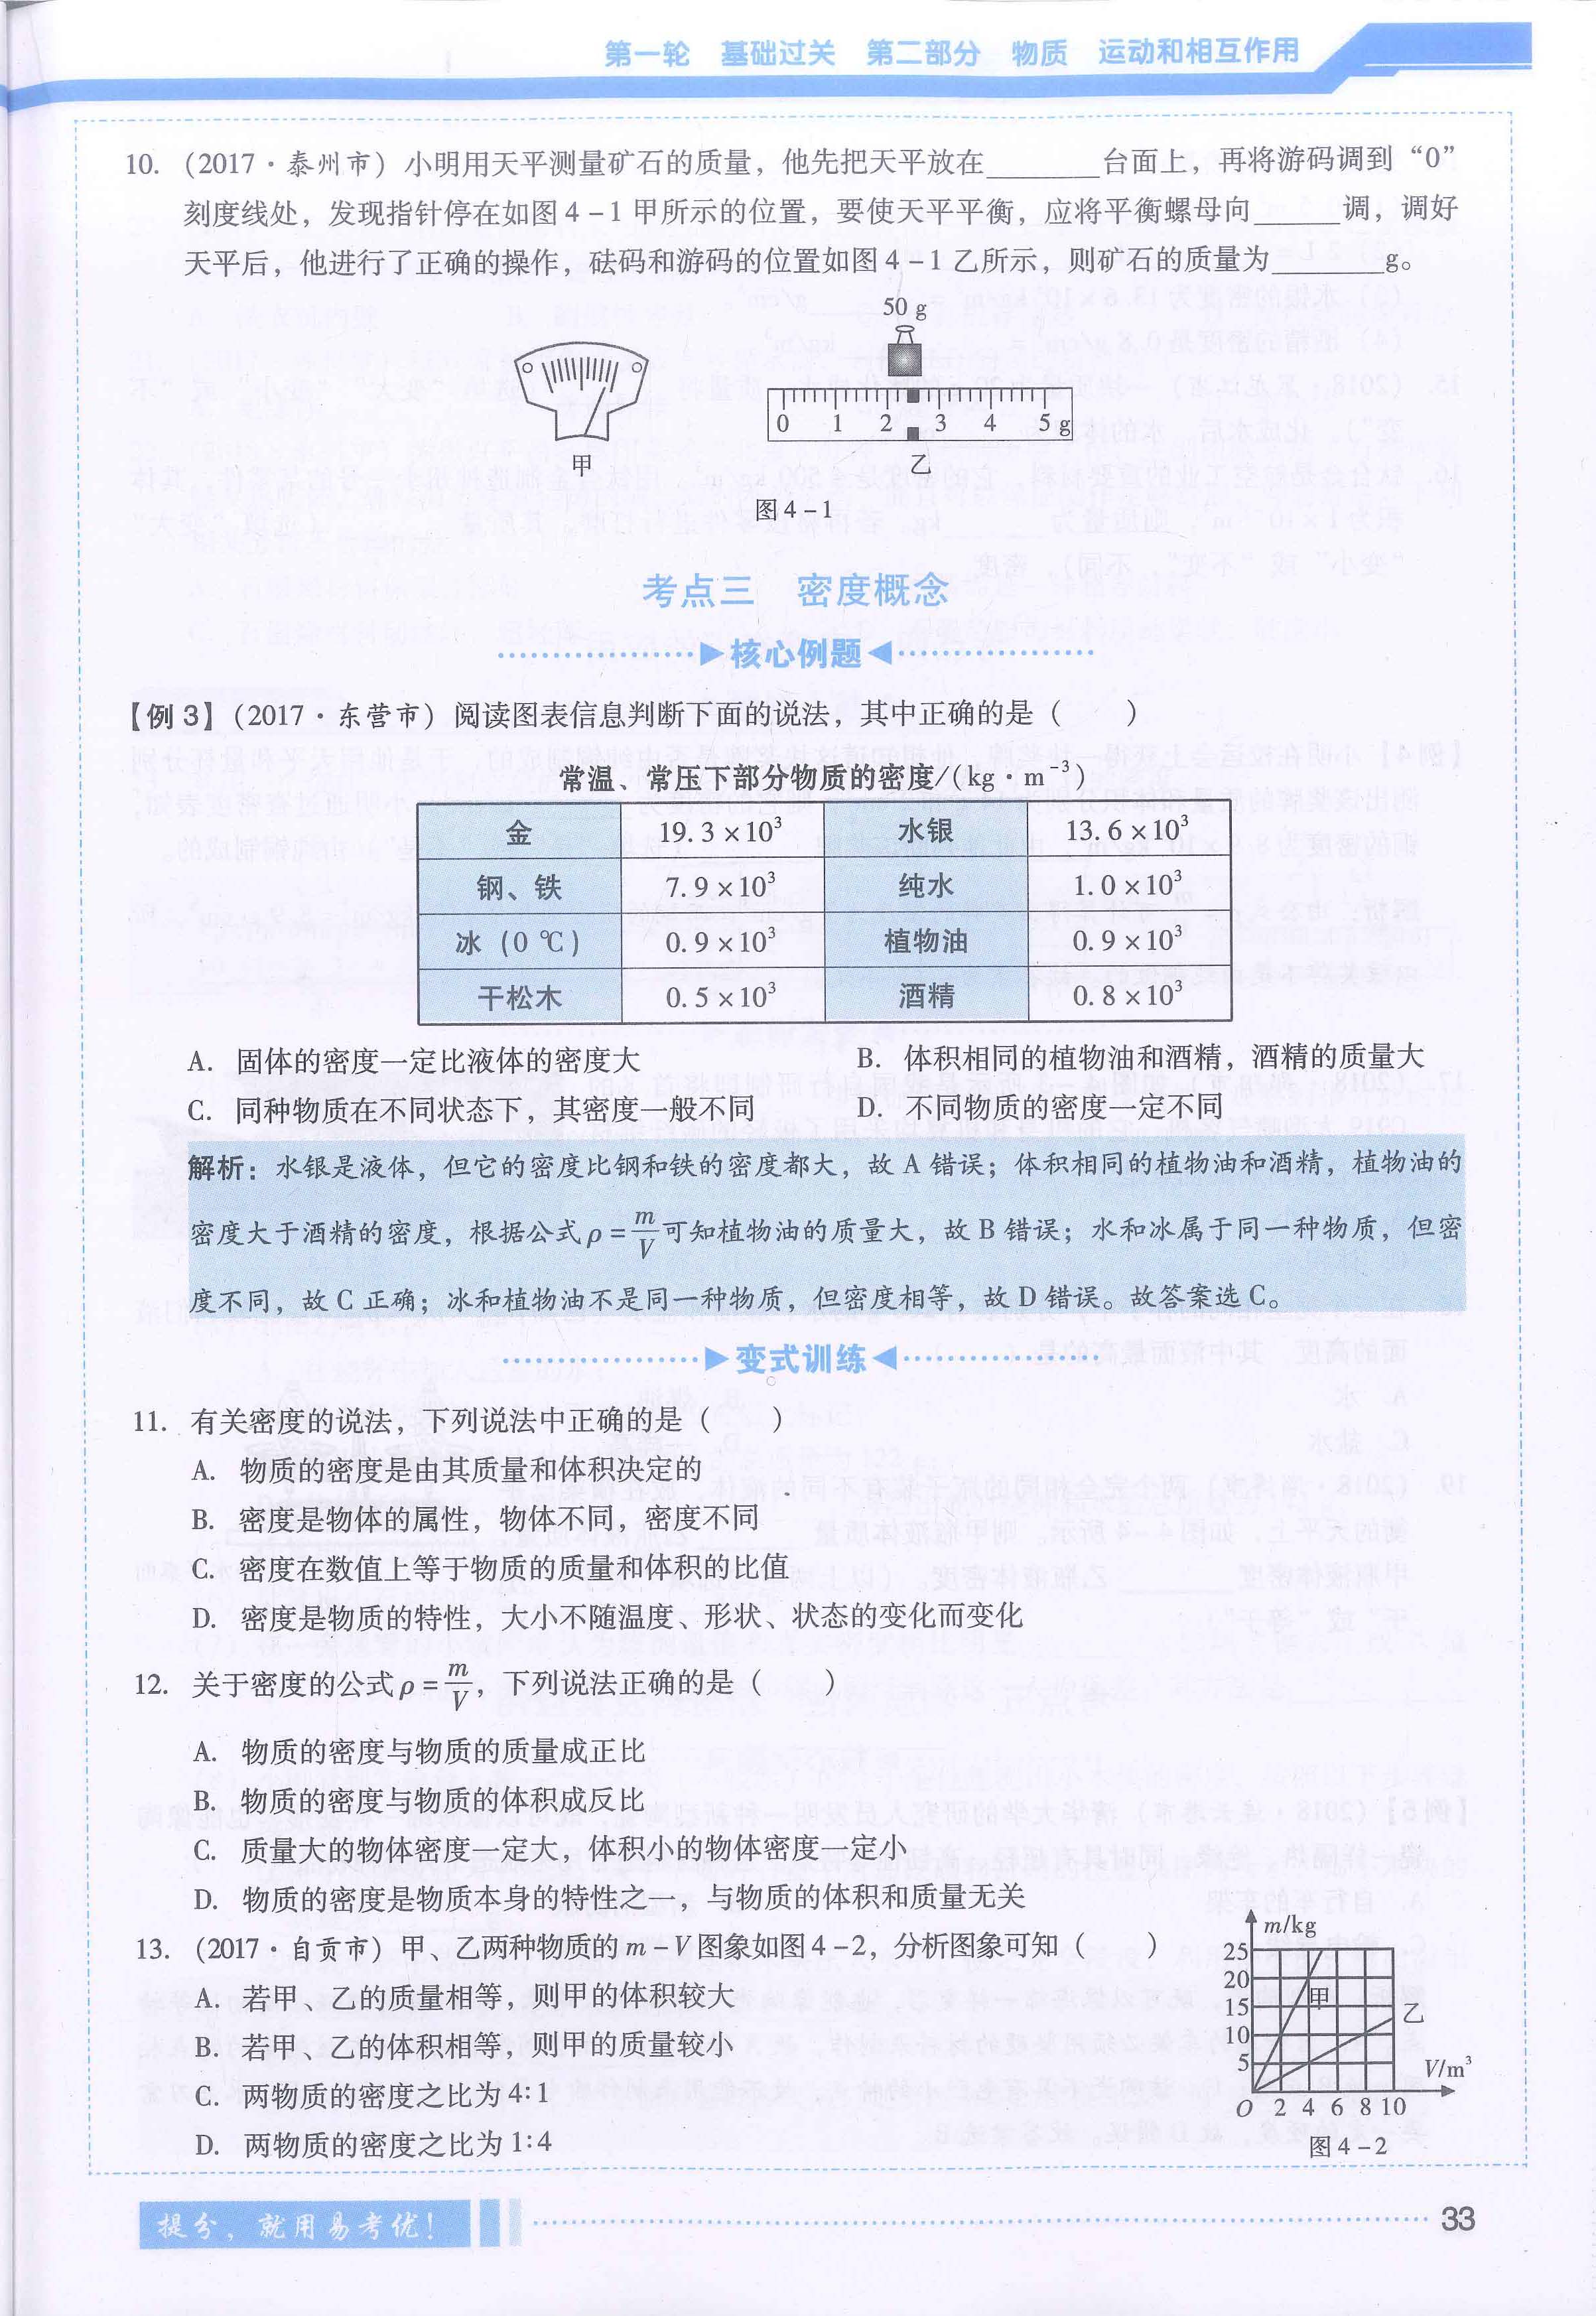 第一轮 基础过关 第二部分 物质 运动和相互作用
10. (2017·泰州市) 小明用天平测量矿石的质量，他先把天平放在________台面上，再将游码调到“0”
刻度线处，发现指针停在如图4-1甲所示的位置，要使天平平衡，应将平衡螺母向______调，调好
天平后，他进行了正确的操作，砝码和游码的位置如图4-1乙所示，则矿石的质量为________g。
50 g
0 1 2 3 4 5 g
甲 乙
图4-1
考点三 密度概念
核心例题
【例3】(2017·东营市) 阅读图表信息判断下面的说法，其中正确的是 (  )
常温、常压下部分物质的密度/(kg·m⁻³)
金 19.3×10³ 水银 13.6×10³
钢、铁 7.9×10³ 纯水 1.0×10³
冰 (0 ℃) 0.9×10³ 植物油 0.9×10³
干松木 0.5×10³ 酒精 0.8×10³
A. 固体的密度一定比液体的密度大 B. 体积相同的植物油和酒精，酒精的质量大
C. 同种物质在不同状态下，其密度一般不同 D. 不同物质的密度一定不同
解析：水银是液体，但它的密度比钢和铁的密度都大，故A错误；体积相同的植物油和酒精，植物油的
密度大于酒精的密度，根据公式ρ=m/V可知植物油的质量大，故B错误；水和冰属于同一种物质，但密
度不同，故C正确；冰和植物油不是同一种物质，但密度相等，故D错误。故答案选C。
变式训练
11. 有关密度的说法，下列说法中正确的是 (  )
A. 物质的密度是由其质量和体积决定的
B. 密度是物体的属性，物体不同，密度不同
C. 密度在数值上等于物质的质量和体积的比值
D. 密度是物质的特性，大小不随温度、形状、状态的变化而变化
12. 关于密度的公式ρ=m/V，下列说法正确的是 (  )
A. 物质的密度与物质的质量成正比
B. 物质的密度与物质的体积成反比
C. 质量大的物体密度一定大，体积小的物体密度一定小
D. 物质的密度是物质本身的特性之一，与物质的体积和质量无关
13. (2017·自贡市) 甲、乙两种物质的m-V图象如图4-2，分析图象可知 (  )
A. 若甲、乙的质量相等，则甲的体积较大
B. 若甲、乙的体积相等，则甲的质量较小
C. 两物质的密度之比为4∶1
D. 两物质的密度之比为1∶4
m/kg
25
20
15
10
5
甲
乙
V/m³
O 2 4 6 8 10
图4-2
提分，就用易考优！
33